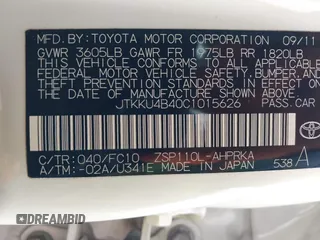 MFD. BY: TOYOTA MOTOR CORPORATION 09/11
GVWR 3605LB GAWR FR 1975LB RR 1820LB
THIS VEHICLE CONFORMS TO ALL APPLICABLE
FEDERAL MOTOR VEHICLE SAFETY, BUMPER, AND
THEFT PREVENTION STANDARDS IN EFFECT ON
THE DATE OF MANUFACTURE SHOWN ABOVE.
JTKKU4B40C1015626 PASS. CAR
C/TR: 040/FC10 ZSP110L-AHPRKA
A/TM: -02A/U341E MADE IN JAPAN 538 A
STAT.VIN